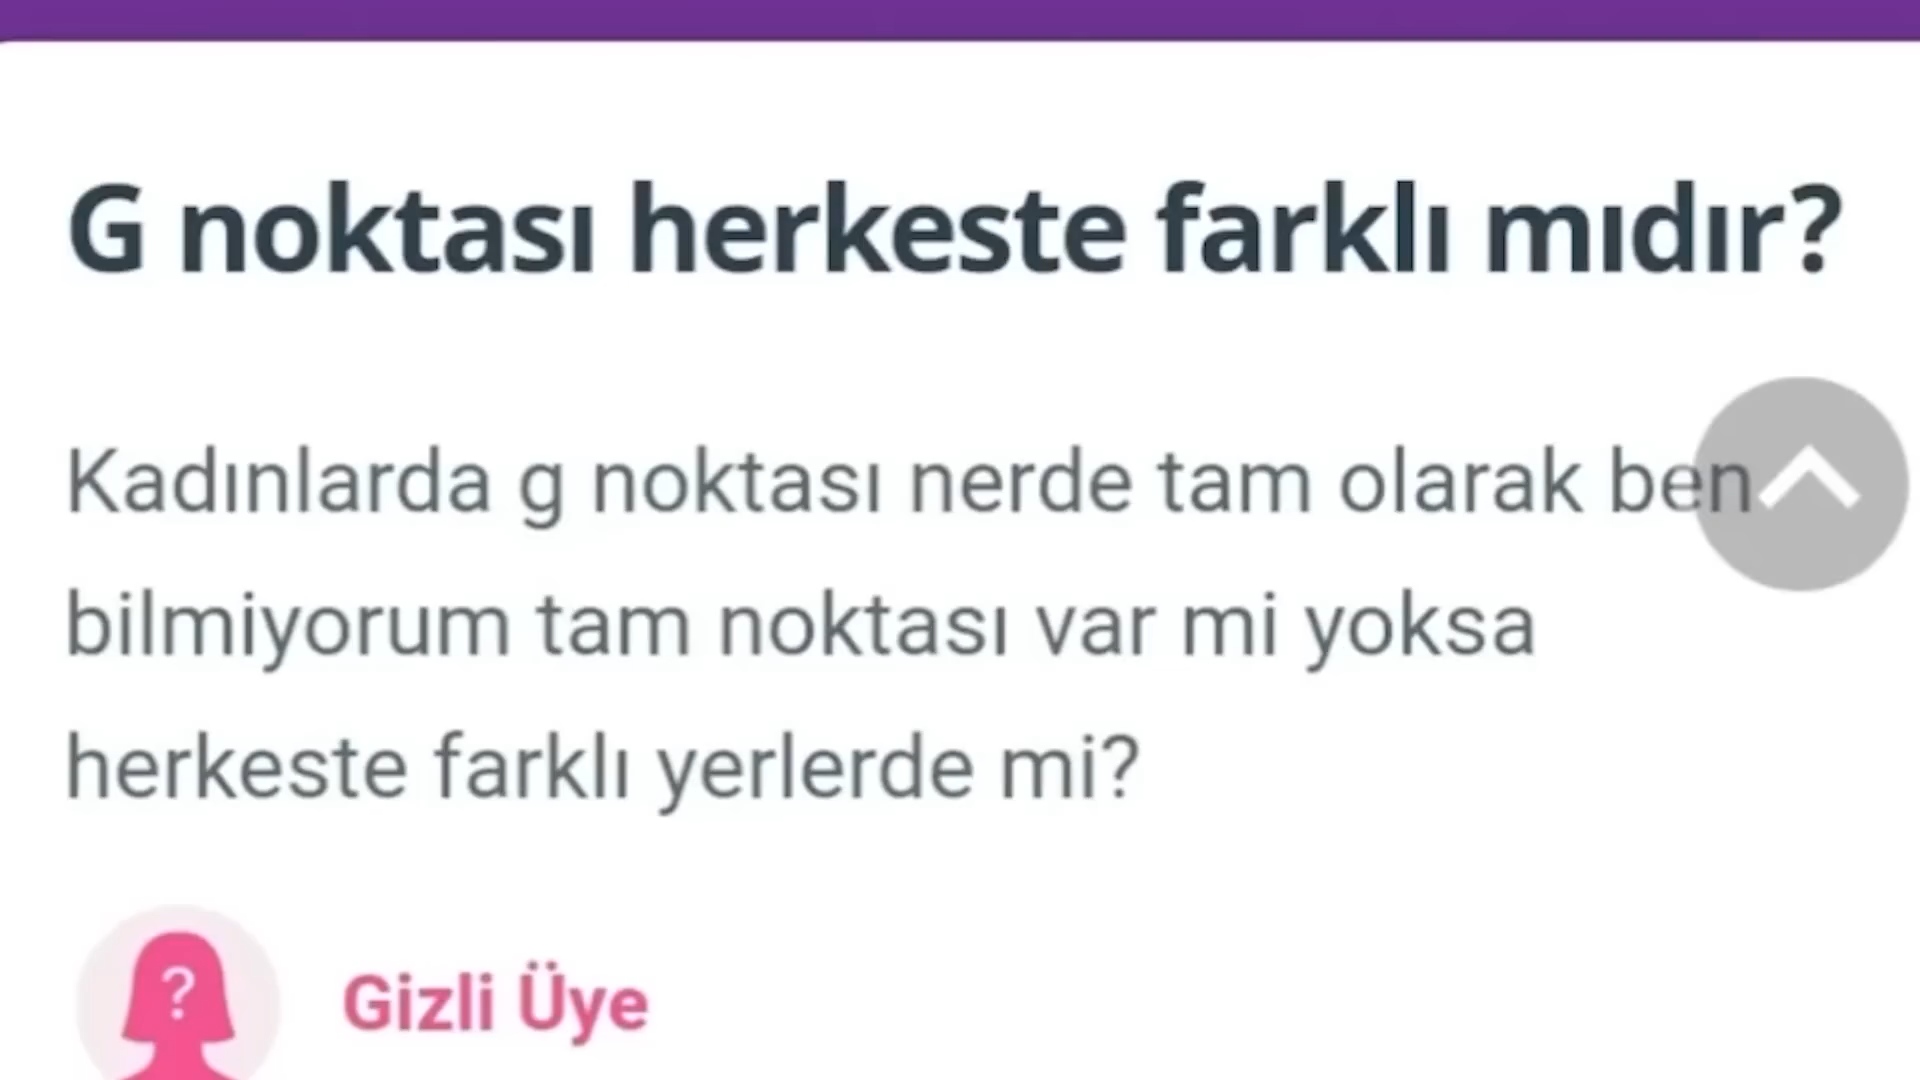 G noktası herkeste farklı mıdır?
Kadınlarda g noktası nerde tam olarak ben
bilmiyorum tam noktası var mi yoksa
herkeste farklı yerlerde mi?
?
Gizli Üye